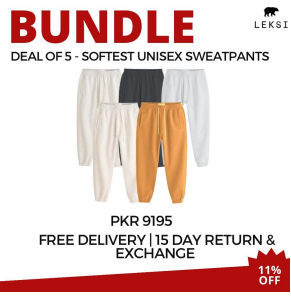 BUNDLE
LEKSI
DEAL OF 5 - SOFTEST UNISEX SWEATPANTS
PKR 9195
FREE DELIVERY | 15 DAY RETURN &
EXCHANGE
11%
OFF